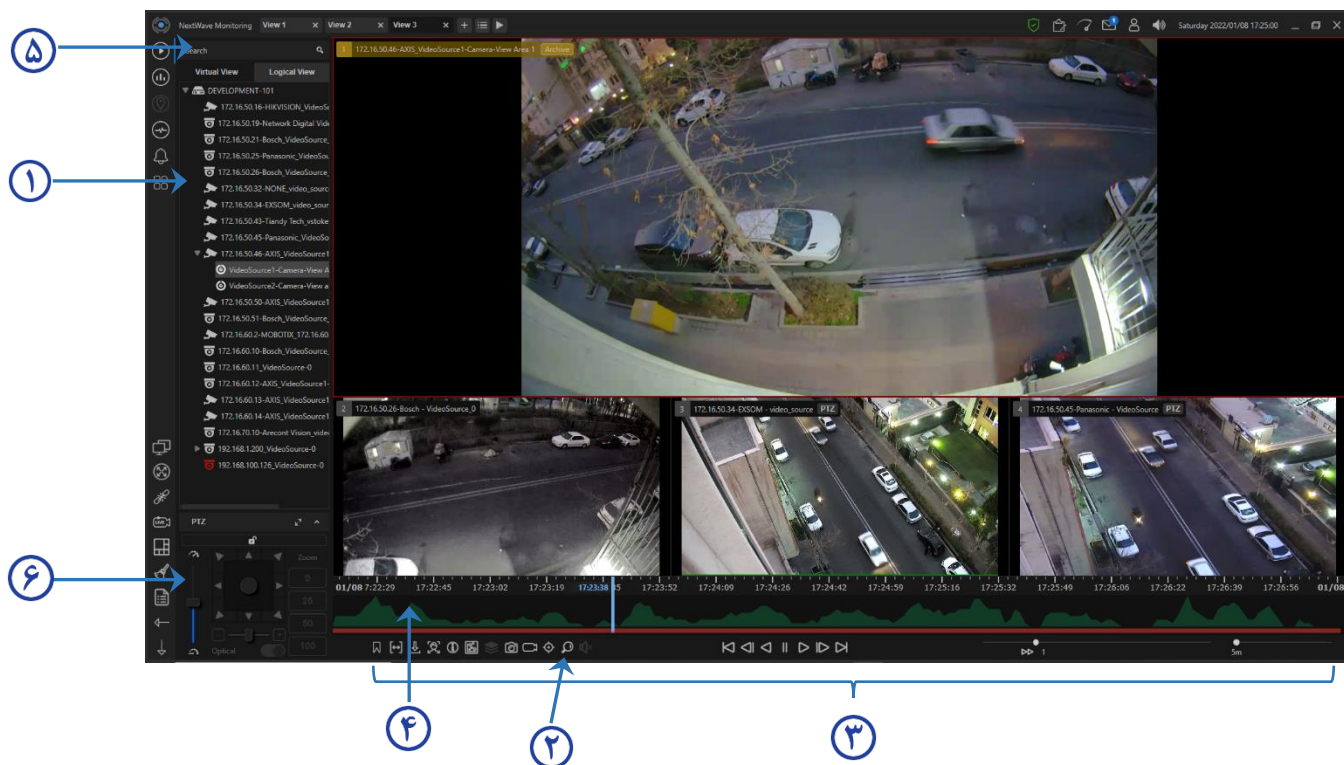 NextWave Monitoring View 1 × View 2 × View 3 × Saturday 2022/01/08 17:25:00
Search
Virtual View Logical View
DEVELOPMENT-101
172.16.50.16-HIKVISION_VideoS
172.16.50.19-Network Digital Vide
172.16.50.21-Bosch_VideoSource_
172.16.50.25-Panasonic_VideoSou
172.16.50.26-Bosch_VideoSource_
172.16.50.32-NONE_video_sourc
172.16.50.34-EXSOM_video_sour
172.16.50.43-Tiandy Tech_vstoke
172.16.50.45-Panasonic_VideoSo
172.16.50.46-AXIS_VideoSource1
VideoSource1-Camera-View A
VideoSource2-Camera-View a
172.16.50.50-AXIS_VideoSource1
172.16.50.51-Bosch_VideoSource_
172.16.60.2-MOBOTIX_172.16.60
172.16.60.10-Bosch_VideoSource_
172.16.60.11_VideoSource-0
172.16.60.12-AXIS_VideoSource1-
172.16.60.13-AXIS_VideoSource1
172.16.60.14-AXIS_VideoSource1
172.16.70.10-Arecont Vision_vide
192.168.1.200_VideoSource-0
192.168.100.126_VideoSource-0
PTZ
Zoom
0
25
60
100
Optical
1 172.16.50.46-AXIS_VideoSource1-Camera-View Area 1 Archive
2 172.16.50.26-Bosch - VideoSource_0
3 172.16.50.34-EXSOM - video_source PTZ
4 172.16.50.45-Panasonic - VideoSource PTZ
01/08 7:22:29 17:22:45 17:23:02 17:23:19 17:23:38 17:23:52 17:24:09 17:24:26 17:24:42 17:24:59 17:25:16 17:25:32 17:25:49 17:26:06 17:26:22 17:26:39 17:26:56 01/08
1 5m
۵
۱
۶
۴
۲
۳